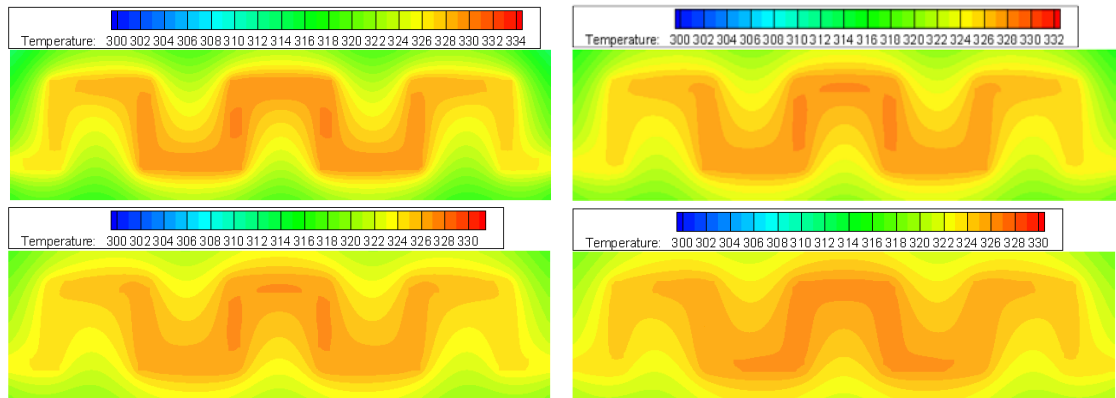 300 302 304 306 308 310 312 314 316 318 320 322 324 326 328 330 332 334
Temperature:
300 302 304 306 308 310 312 314 316 318 320 322 324 326 328 330 332
Temperature:
Temperature: 300 302 304 306 308 310 312 314 316 318 320 322 324 326 328 330
300 302 304 306 308 310 312 314 316 318 320 322 324 326 328 330
Temperature: